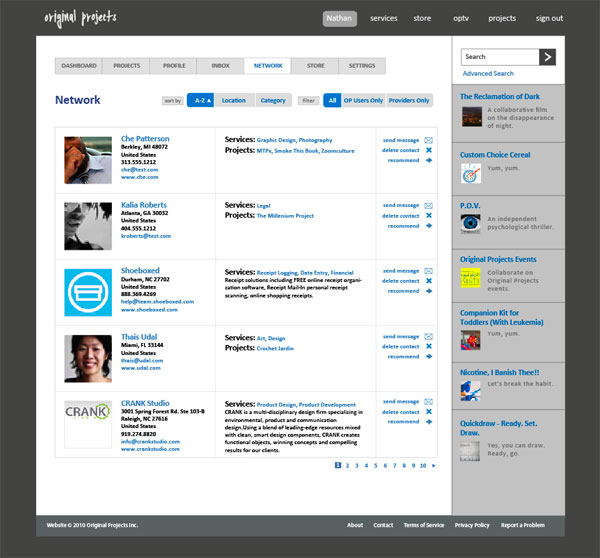 original projects
Nathan services store optv projects sign out
DASHBOARD PROJECTS PROFILE INBOX NETWORK STORE SETTINGS
Network
sort by A-Z Location Category filter All OP Users Only Providers Only
Che Patterson
Berkley, MI 48072
United States
313.555.1212
che@test.com
www.che.com
Services: Graphic Design, Photography
Projects: MTPx, Smoke This Book, Zoomculture
send message
delete contact
recommend
Kalia Roberts
Atlanta, GA 30032
United States
404.555.1212
kroberts@test.com
Services: Legal
Projects: The Millenium Project
send message
delete contact
recommend
Shoeboxed
Durham, NC 27702
United States
888.369.4269
help@team.shoeboxed.com
www.shoeboxed.com
Services: Receipt Logging, Data Entry, Financial
Receipt solutions including FREE online receipt organi-
zation software, Receipt Mail-In personal receipt
scanning, online shopping receipts.
send message
delete contact
recommend
Thais Udal
Miami, FL 33144
United States
thais@udal.com
www.udal.com
Services: Art, Design
Projects: Crochet Jardin
send message
delete contact
recommend
CRANK
CRANK Studio
3001 Spring Forest Rd. Ste 103-B
Raleigh, NC 27616
919.274.8820
info@crankstudio.com
www.crankstudio.com
Services: Product Design, Product Development
CRANK is a multi-disciplinary design firm specializing in
environmental, product and communication
design.Using a blend of leading-edge resources mixed
with clean, smart design components, CRANK creates
functional objects, winning concepts and compelling
results for our clients.
send message
delete contact
recommend
1 2 3 4 5 6 7 8 9 10
Search
Advanced Search
The Reclamation of Dark
A collaborative film
on the disappearance
of night.
Custom Choice Cereal
Yum, yum.
P.O.V.
An independent
psychological thriller.
Original Projects Events
Collaborate on
Original Projects
events.
Companion Kit for
Toddlers (With Leukemia)
Yum, yum.
Nicotine, I Banish Thee!!
Let's break the habit.
Quickdraw - Ready. Set.
Draw.
Yes, you can draw.
Ready, go.
Website © 2010 Original Projects Inc.
About Contact Terms of Service Privacy Policy Report a Problem